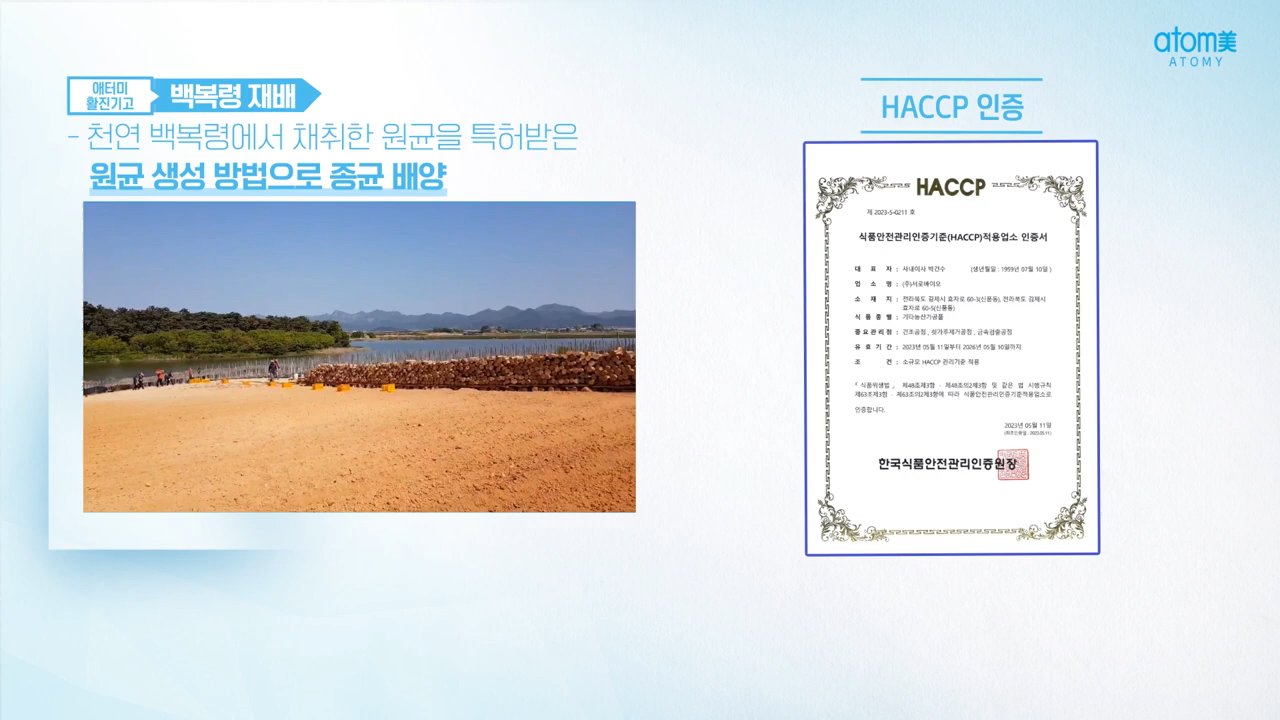 atom美
ATOMY
애터미
활진기고
백복령 재배
- 천연 백복령에서 채취한 원균을 특허받은
원균 생성 방법으로 종균 배양
HACCP 인증
HACCP
제 2023-5-0211 호
식품안전관리인증기준(HACCP)적용업소 인증서
대 표 자 : 사내이사 박건수 (생년월일 : 1959년 07월 10일 )
업 소 명 : (주)서로바이오
소 재 지 : 전라북도 김제시 효자로 60-3(신풍동), 전라북도 김제시
효자로 60-5(신풍동)
식 품 종 별 : 기타농산가공품
중 요 관 리 점 : 건조공정 , 쇳가루제거공정 , 금속검출공정
유 효 기 간 : 2023년 05월 11일부터 2026년 05월 10일까지
조 건 : 소규모 HACCP 관리기준 적용
「식품위생법」 제48조제3항 · 제48조의2제3항 및 같은 법 시행규칙
제63조제3항 · 제63조의2제3항에 따라 식품안전관리인증기준적용업소로
인증합니다.
2023년 05월 11일
한국식품안전관리인증원장